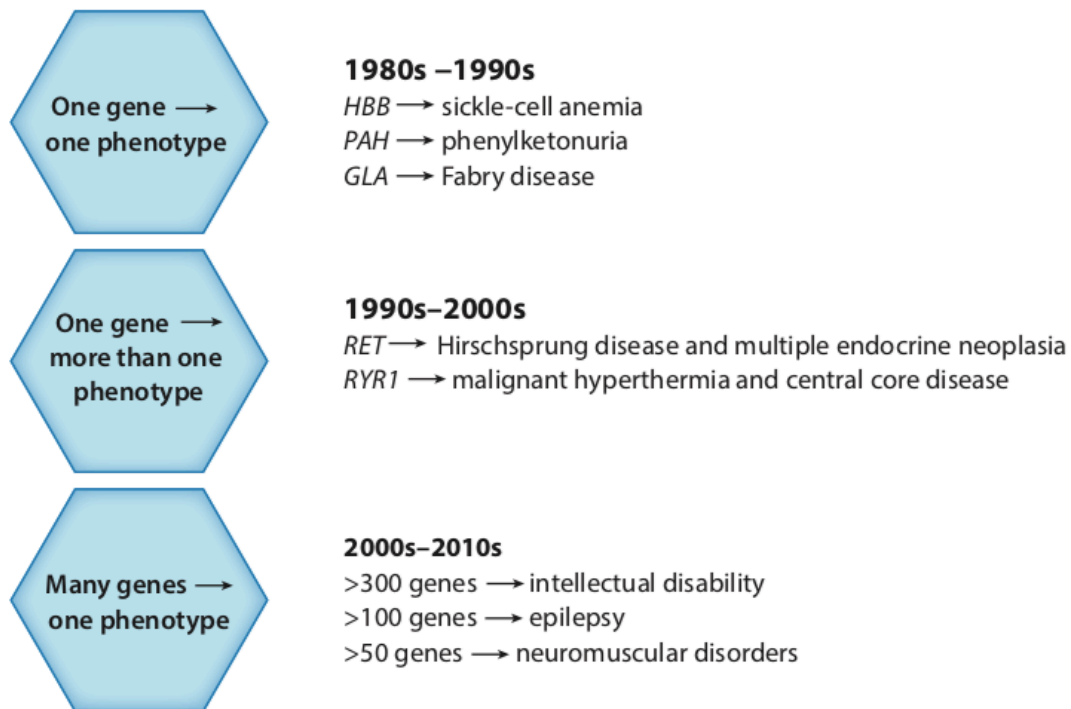 One gene →
one phenotype
1980s –1990s
HBB → sickle-cell anemia
PAH → phenylketonuria
GLA → Fabry disease
One gene →
more than one
phenotype
1990s–2000s
RET → Hirschsprung disease and multiple endocrine neoplasia
RYR1 → malignant hyperthermia and central core disease
Many genes →
one phenotype
2000s–2010s
>300 genes → intellectual disability
>100 genes → epilepsy
>50 genes → neuromuscular disorders